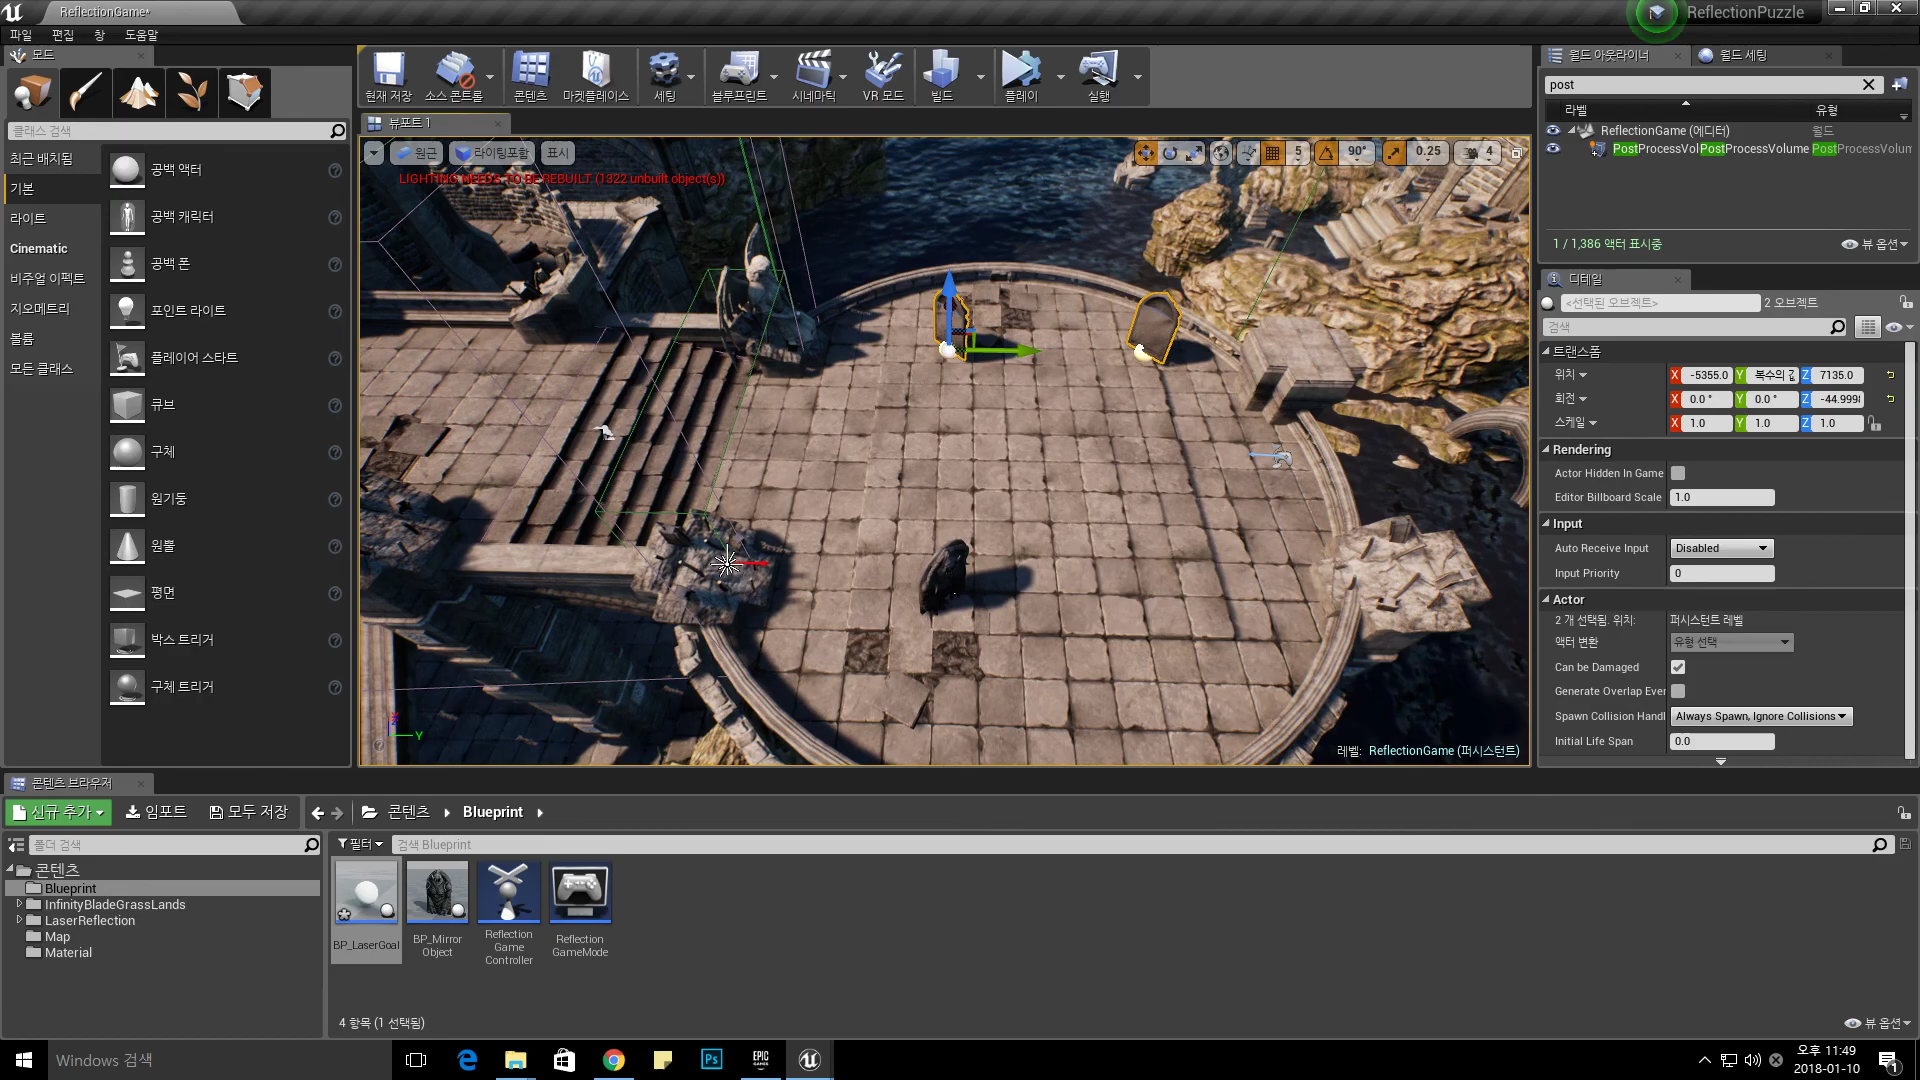 ReflectionGame*
ReflectionPuzzle
파일 편집 창 도움말
모드
월드 아웃라이너
월드 세팅
현재 저장
소스 콘트롤
콘텐츠
마켓플레이스
세팅
블루프린트
시네마틱
VR 모드
빌드
플레이
실행
클래스 검색
최근 배치됨
기본
라이트
Cinematic
비주얼 이펙트
지오메트리
볼륨
모든 클래스
공백 액터
공백 캐릭터
공백 폰
포인트 라이트
플레이어 스타트
큐브
구체
원기둥
원뿔
평면
박스 트리거
구체 트리거
뷰포트 1
원근
라이팅포함
표시
5
90°
0.25
4
LIGHTING NEEDS TO BE REBUILT (1322 unbuilt object(s))
Z
Y
레벨: ReflectionGame (퍼시스턴트)
post
라벨
유형
ReflectionGame (에디터)
월드
PostProcessVolPostProcessVolume PostProcessVolum
1 / 1,386 액터 표시중
뷰 옵션
디테일
<선택된 오브젝트>
2 오브젝트
검색
트랜스폼
위치 X -5355.0 Y 복수의 값 Z 7135.0
회전 X 0.0 ° Y 0.0 ° Z -44.999
스케일 X 1.0 Y 1.0 Z 1.0
Rendering
Actor Hidden In Game
Editor Billboard Scale 1.0
Input
Auto Receive Input Disabled
Input Priority 0
Actor
2 개 선택됨. 위치: 퍼시스턴트 레벨
액터 변환 유형 선택
Can be Damaged
Generate Overlap Ever
Spawn Collision Handl Always Spawn, Ignore Collisions
Initial Life Span 0.0
콘텐츠 브라우저
신규 추가
임포트
모두 저장
콘텐츠
Blueprint
폴더 검색
필터
검색 Blueprint
콘텐츠
Blueprint
InfinityBladeGrassLands
LaserReflection
Map
Material
BP_LaserGoal
BP_Mirror
Object
Reflection
Game
Controller
Reflection
GameMode
4 항목 (1 선택됨)
뷰 옵션
Windows 검색
Ps
EPIC
GAMES
오후 11:49
2018-01-10
1